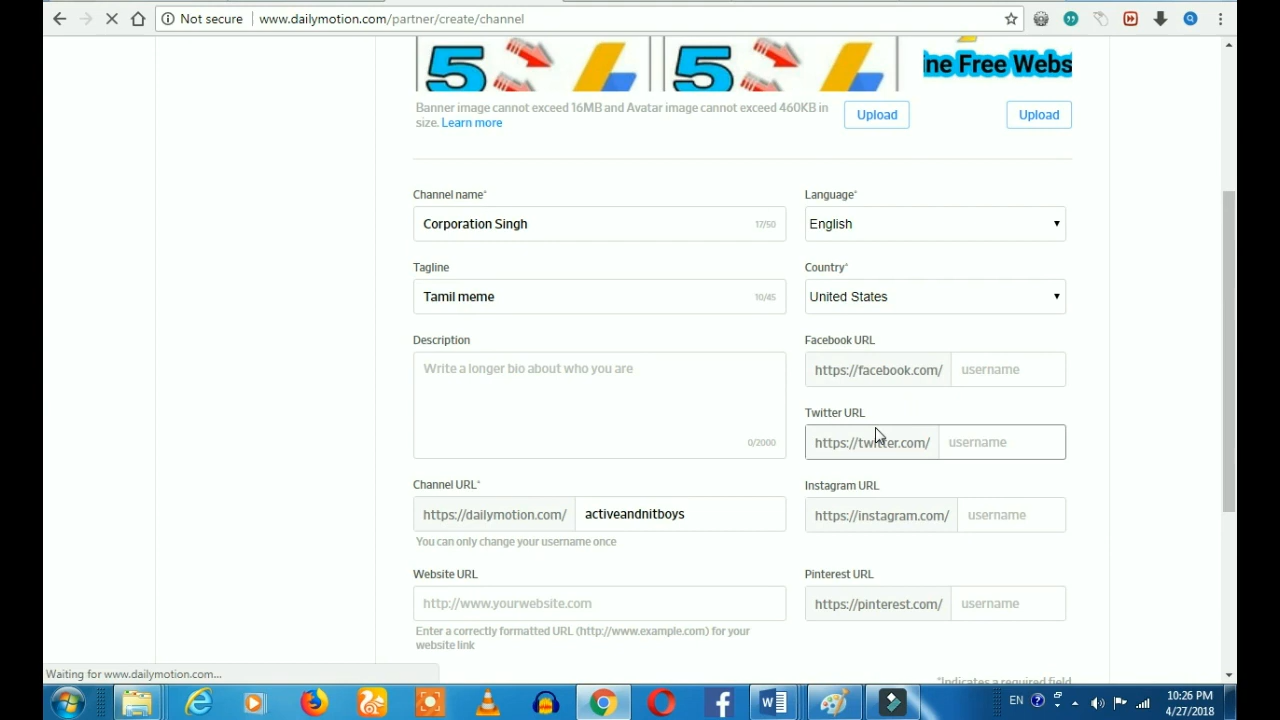 Not secure | www.dailymotion.com/partner/create/channel
5 5 ine Free Webs
Banner image cannot exceed 16MB and Avatar image cannot exceed 460KB in
size. Learn more
Upload Upload
Channel name*
Corporation Singh 17/50
Language*
English
Tagline
Tamil meme 10/45
Country*
United States
Description
Write a longer bio about who you are
0/2000
Facebook URL
https://facebook.com/ username
Twitter URL
https://twitter.com/ username
Channel URL*
https://dailymotion.com/ activeandnitboys
You can only change your username once
Instagram URL
https://instagram.com/ username
Website URL
http://www.yourwebsite.com
Enter a correctly formatted URL (http://www.example.com) for your
website link
Pinterest URL
https://pinterest.com/ username
*Indicates a required field
Waiting for www.dailymotion.com...
EN 10:26 PM
4/27/2018